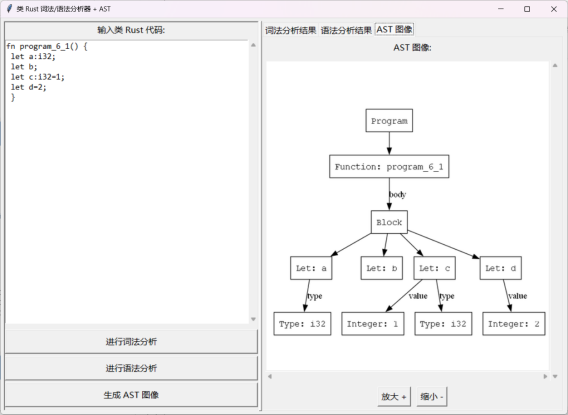 类 Rust 词法/语法分析器 + AST
输入类 Rust 代码:
fn program_6_1() {
let a:i32;
let b;
let c:i32=1;
let d=2;
}
进行词法分析
进行语法分析
生成 AST 图像
词法分析结果 语法分析结果 AST 图像
AST 图像:
Program
Function: program_6_1
body
Block
Let: a Let: b Let: c Let: d
type value type value
Type: i32 Integer: 1 Type: i32 Integer: 2
放大 + 缩小 -